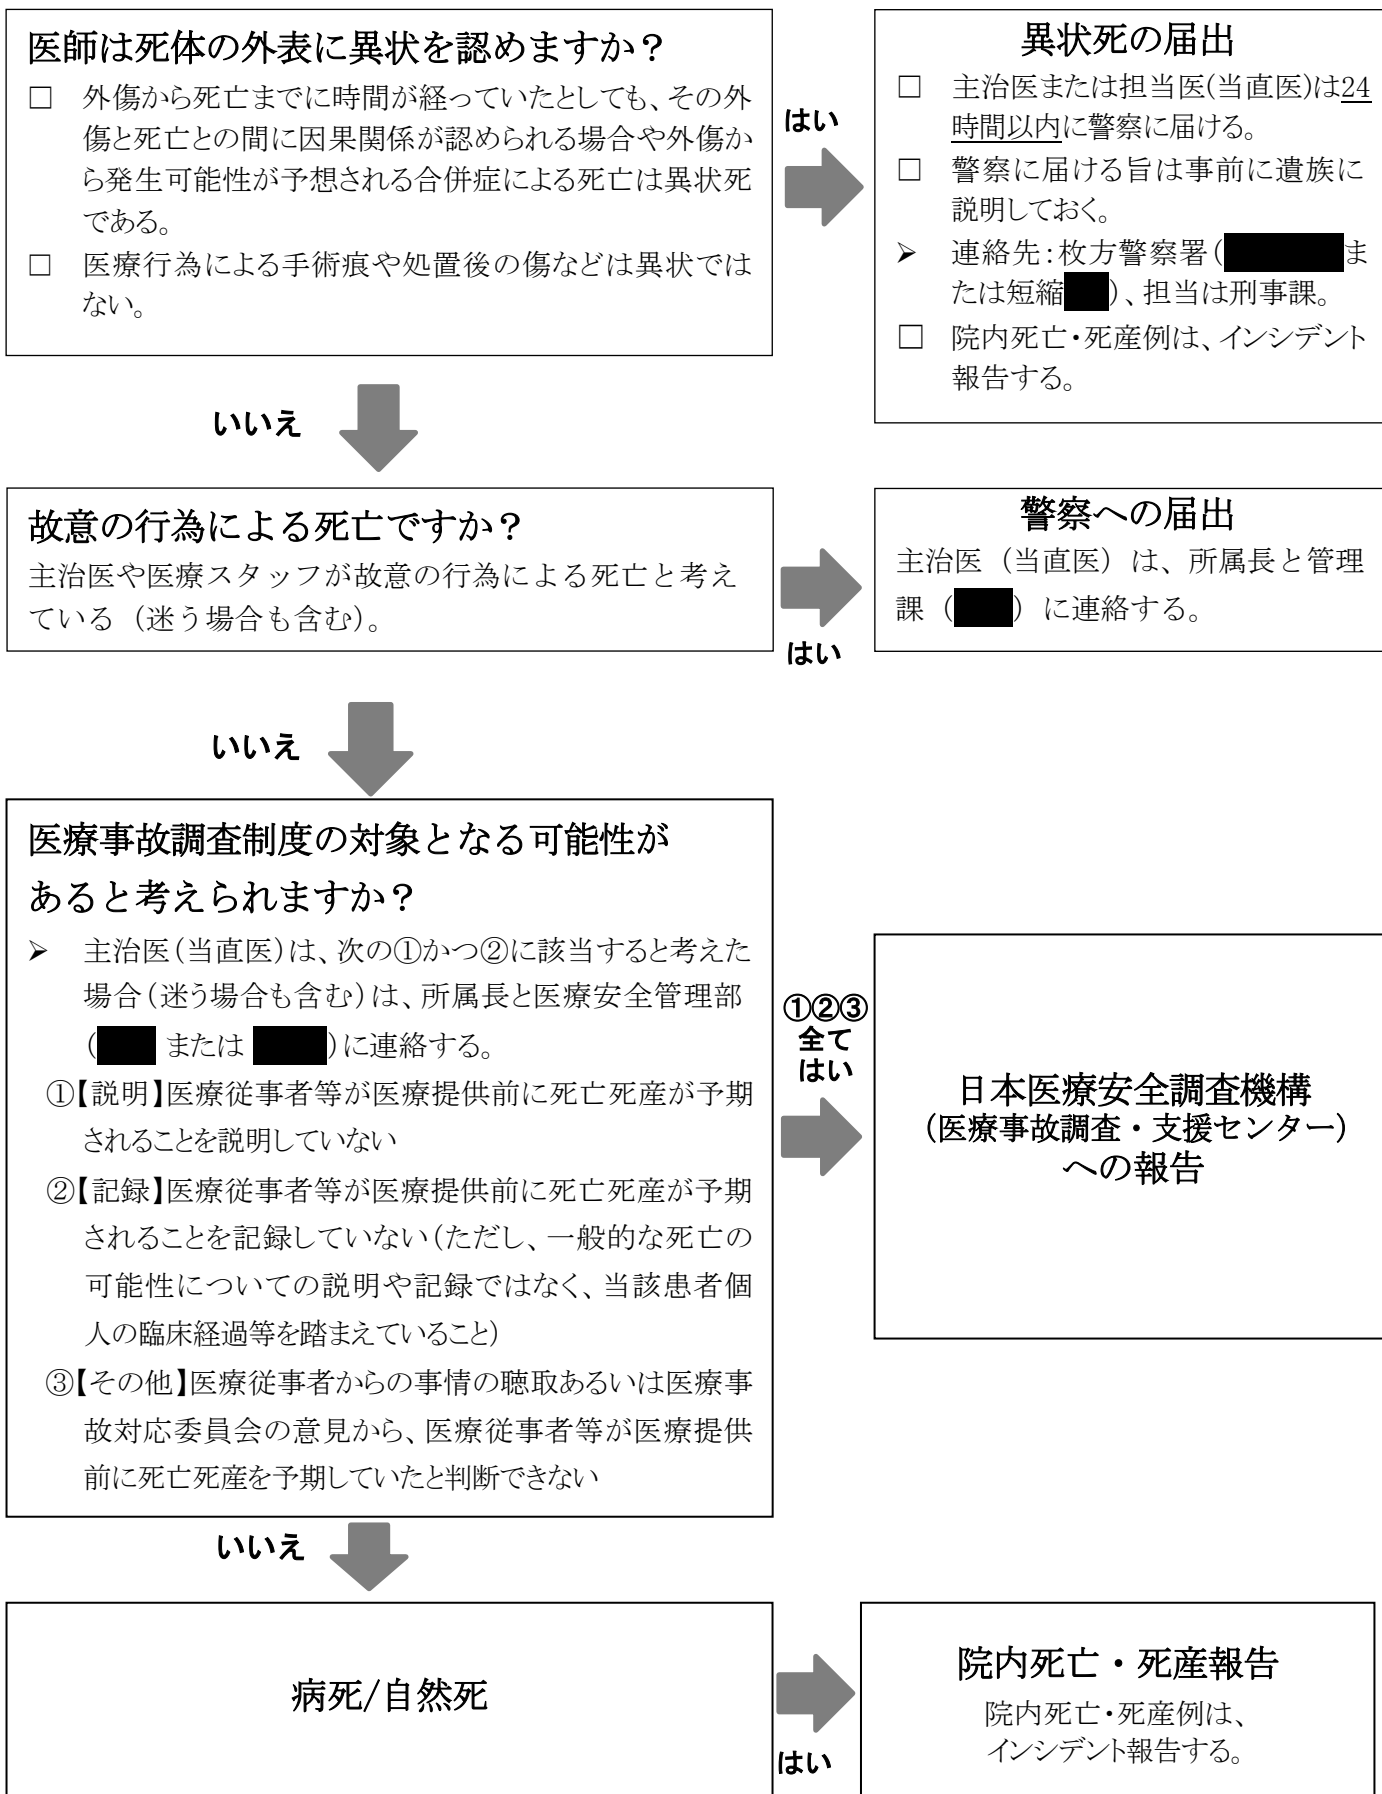 医師は死体の外表に異状を認めますか？
□ 外傷から死亡までに時間が経っていたとしても、その外
傷と死亡との間に因果関係が認められる場合や外傷か
ら発生可能性が予想される合併症による死亡は異状死
である。
□ 医療行為による手術痕や処置後の傷などは異状では
ない。
はい
異状死の届出
□ 主治医または担当医(当直医)は24
時間以内に警察に届ける。
□ 警察に届ける旨は事前に遺族に
説明しておく。
➢ 連絡先：枚方警察署（ ま
たは短縮 ）、担当は刑事課。
□ 院内死亡・死産例は、インシデント
報告する。
いいえ
故意の行為による死亡ですか？
主治医や医療スタッフが故意の行為による死亡と考え
ている（迷う場合も含む）。
はい
警察への届出
主治医（当直医）は、所属長と管理
課（ ）に連絡する。
いいえ
医療事故調査制度の対象となる可能性が
あると考えられますか？
➢ 主治医（当直医）は、次の①かつ②に該当すると考えた
場合（迷う場合も含む）は、所属長と医療安全管理部
（ または ）に連絡する。
①【説明】医療従事者等が医療提供前に死亡死産が予期
されることを説明していない
②【記録】医療従事者等が医療提供前に死亡死産が予期
されることを記録していない（ただし、一般的な死亡の
可能性についての説明や記録ではなく、当該患者個
人の臨床経過等を踏まえていること）
③【その他】医療従事者からの事情の聴取あるいは医療事
故対応委員会の意見から、医療従事者等が医療提供
前に死亡死産を予期していたと判断できない
①②③
全て
はい
日本医療安全調査機構
（医療事故調査・支援センター）
への報告
いいえ
病死/自然死
はい
院内死亡・死産報告
院内死亡・死産例は、
インシデント報告する。